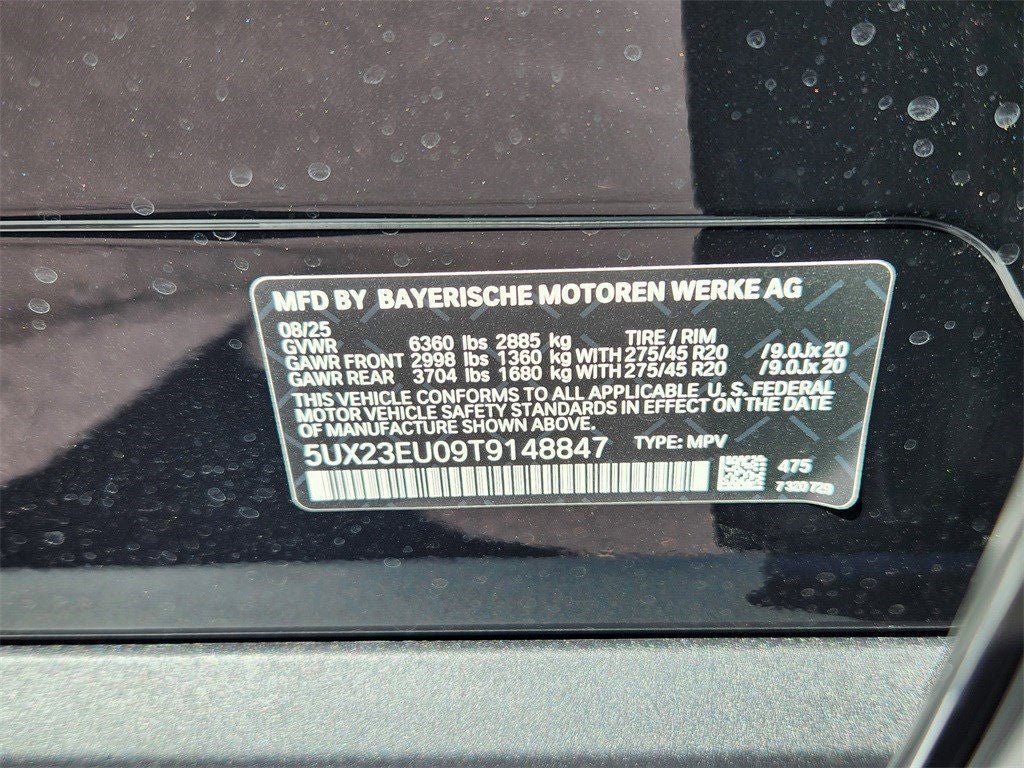 MFD BY BAYERISCHE MOTOREN WERKE AG
08/25
GVWR 6360 lbs 2885 kg TIRE / RIM
GAWR FRONT 2998 lbs 1360 kg WITH 275/45 R20 /9.0Jx20
GAWR REAR 3704 lbs 1680 kg WITH 275/45 R20 /9.0Jx20
THIS VEHICLE CONFORMS TO ALL APPLICABLE U. S. FEDERAL
MOTOR VEHICLE SAFETY STANDARDS IN EFFECT ON THE DATE
OF MANUFACTURE SHOWN ABOVE.
5UX23EU09T9148847 TYPE: MPV
475
7320729